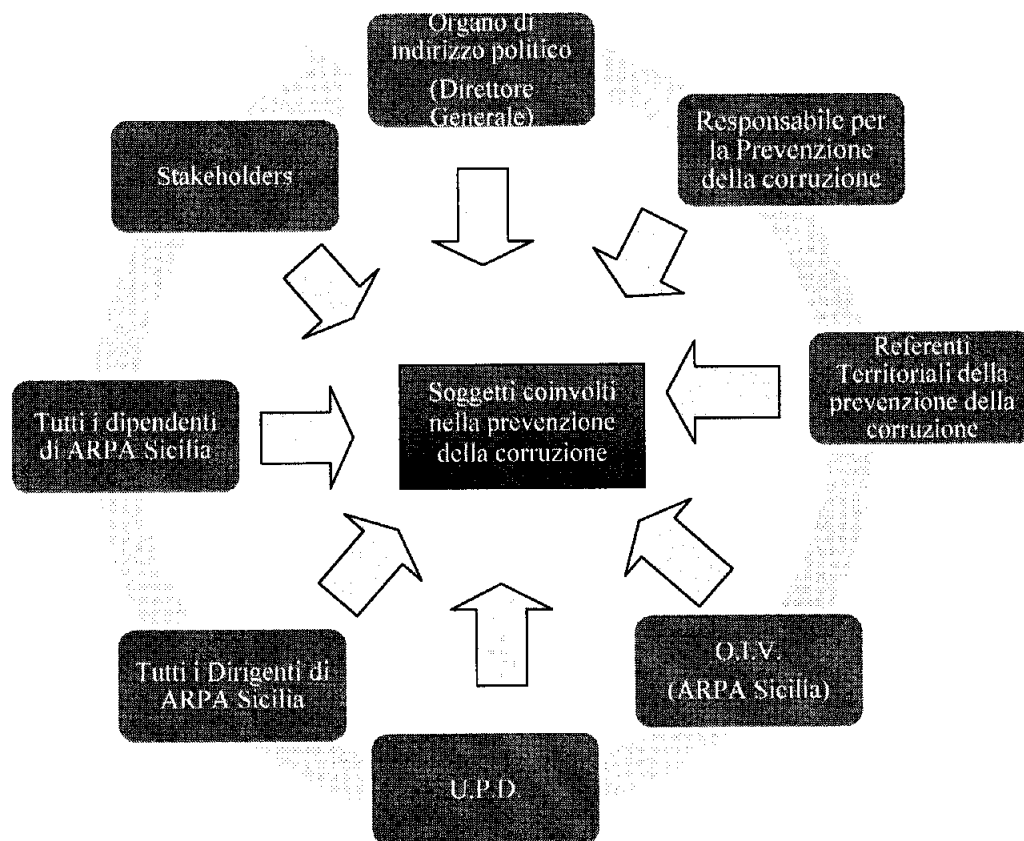 Organo di
indirizzo politico
(Direttore
Generale)
Responsabile per
la Prevenzione
della corruzione
Stakeholders
Referenti
Territoriali della
prevenzione della
corruzione
Soggetti coinvolti
nella prevenzione
della corruzione
Tutti i dipendenti
di ARPA Sicilia
O.I.V.
(ARPA Sicilia)
Tutti i Dirigenti di
ARPA Sicilia
U.P.D.